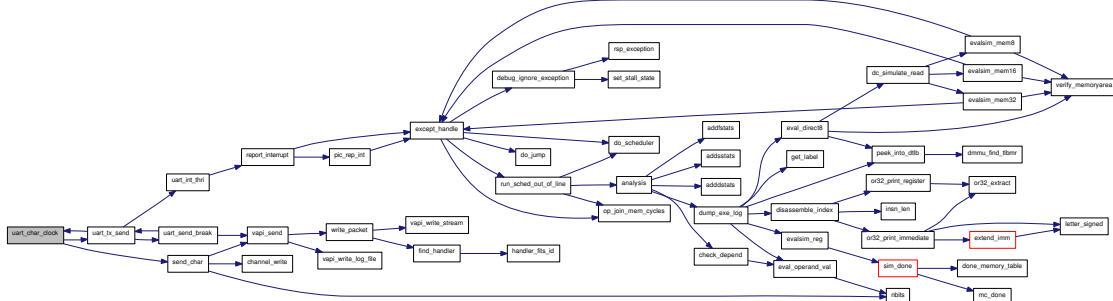 uart_char_clock
uart_tx_send
uart_int_thri
uart_send_break
send_char
report_interrupt
pic_rep_int
vapi_send
channel_write
write_packet
vapi_write_log_file
vapi_write_stream
find_handler
handler_fits_id
except_handle
debug_ignore_exception
rsp_exception
set_stall_state
do_jump
run_sched_out_of_line
do_scheduler
analysis
op_join_mem_cycles
addfstats
addsstats
adddstats
dump_exe_log
check_depend
eval_direct8
get_label
disassemble_index
evalsim_reg
eval_operand_val
dc_simulate_read
peek_into_dtlb
or32_print_register
insn_len
or32_print_immediate
sim_done
nbits
evalsim_mem8
evalsim_mem16
evalsim_mem32
verify_memoryarea
dmmu_find_tlbmr
or32_extract
extend_imm
letter_signed
done_memory_table
mc_done